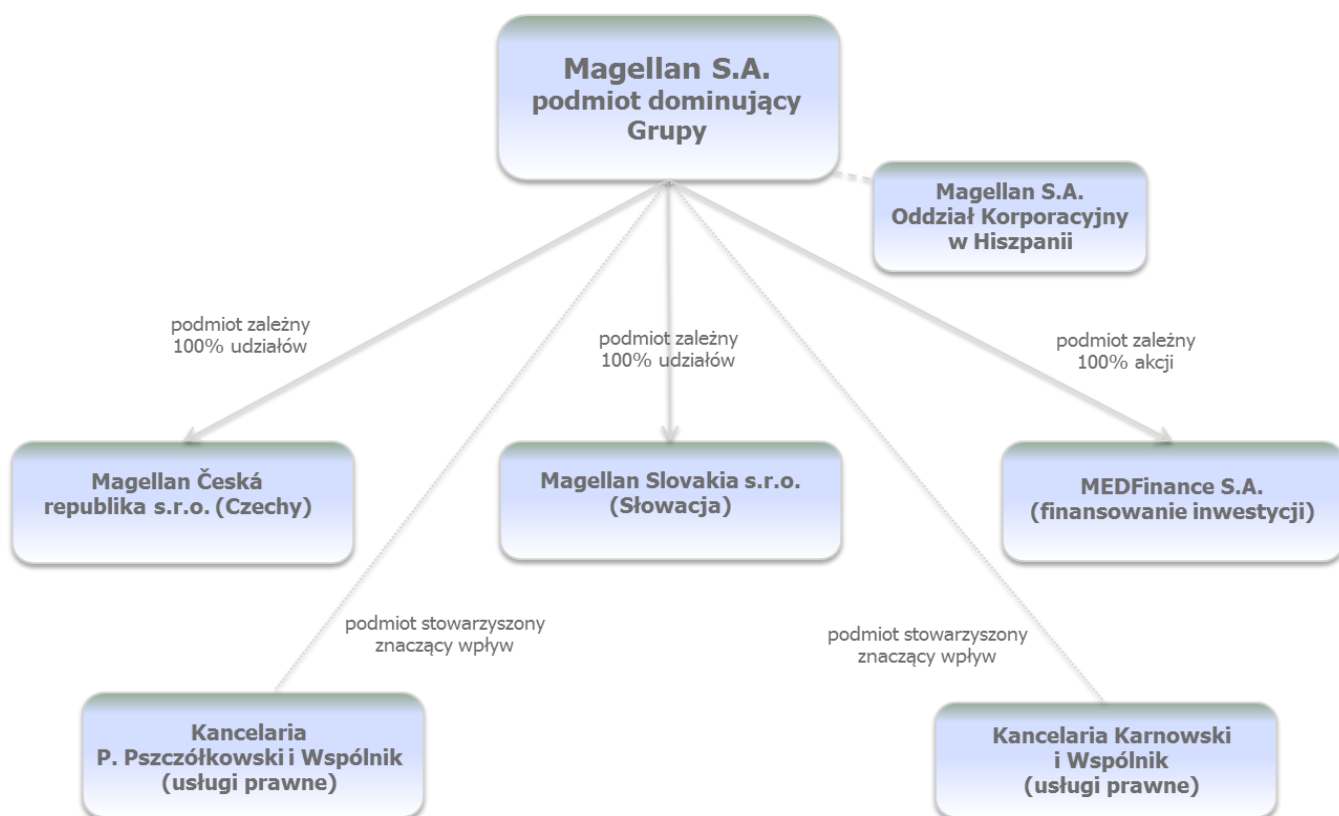 Magellan S.A.
podmiot dominujący
Grupy
Magellan S.A.
Oddział Korporacyjny
w Hiszpanii
podmiot zależny
100% udziałów
podmiot zależny
100% udziałów
podmiot zależny
100% akcji
Magellan Česká
republika s.r.o. (Czechy)
Magellan Slovakia s.r.o.
(Słowacja)
MEDFinance S.A.
(finansowanie inwestycji)
podmiot stowarzyszony
znaczący wpływ
podmiot stowarzyszony
znaczący wpływ
Kancelaria
P. Pszczółkowski i Wspólnik
(usługi prawne)
Kancelaria Karnowski
i Wspólnik
(usługi prawne)